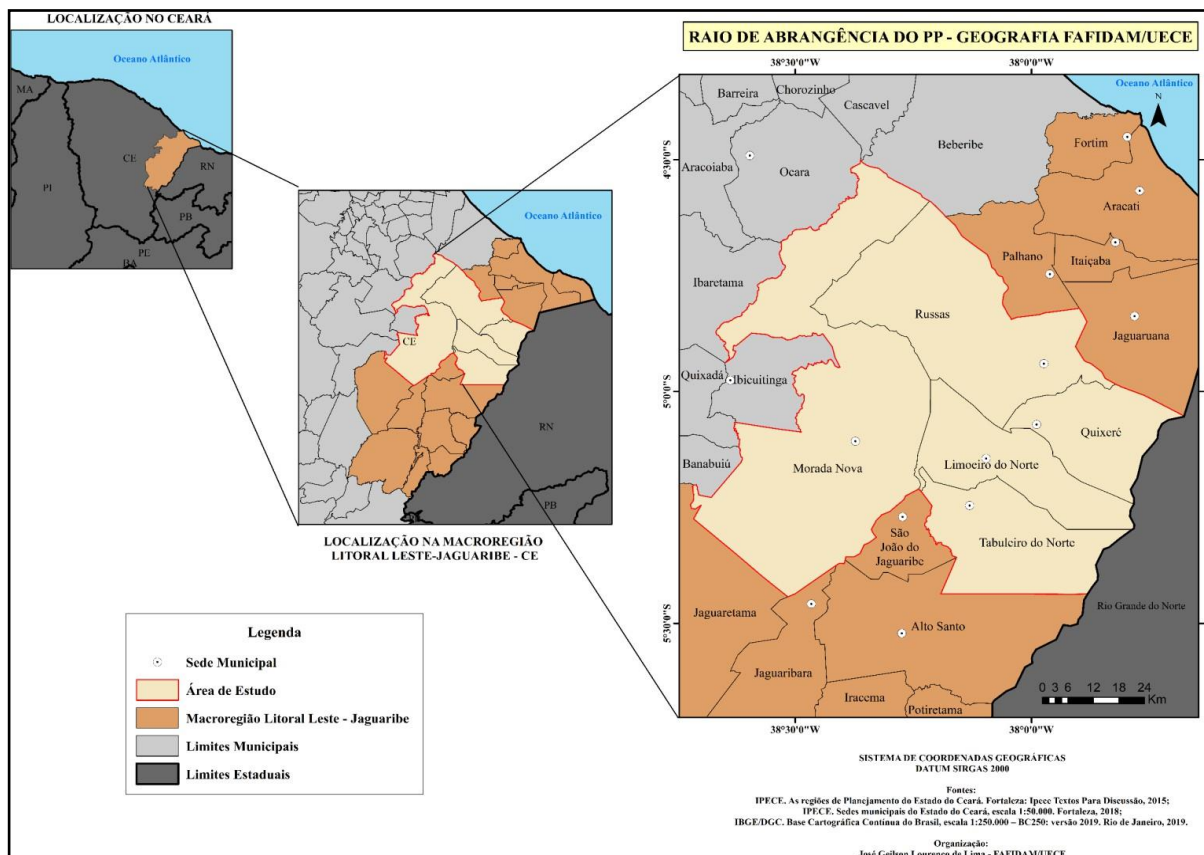 LOCALIZAÇÃO NO CEARÁ
Oceano Atlântico
MA
CE
RN
PI
PB
PE
BA
Oceano Atlântico
CE
RN
PB
LOCALIZAÇÃO NA MACROREGIÃO
LITORAL LESTE-JAGUARIBE - CE
Legenda
Sede Municipal
Área de Estudo
Macroregião Litoral Leste - Jaguaribe
Limites Municipais
Limites Estaduais
RAIO DE ABRANGÊNCIA DO PP - GEOGRAFIA FAFIDAM/UECE
38°30'0"W
38°0'0"W
Oceano Atlântico
N
Barreira
Chorozinho
Cascavel
Beberibe
Fortim
4°30'0"S
Aracoiaba
Ocara
Aracati
Palhano
Itaiçaba
Ibaretama
Russas
Jaguaruana
Quixadá
Ibicuitinga
5°0'0"S
Quixeré
Banabuiú
Morada Nova
Limoeiro do Norte
São
João do
Jaguaribe
Tabuleiro do Norte
Jaguaretama
Rio Grande do Norte
5°30'0"S
Alto Santo
Jaguaribara
Iracema
Potiretama
0 3 6 12 18 24
Km
38°30'0"W
38°0'0"W
SISTEMA DE COORDENADAS GEOGRÁFICAS
DATUM SIRGAS 2000
Fontes:
IPECE. As regiões de Planejamento do Estado do Ceará. Fortaleza: Ipece Textos Para Discussão, 2015;
IPECE. Sedes municipais do Estado do Ceará, escala 1:50.000. Fortaleza, 2018;
IBGE/DGC. Base Cartográfica Contínua do Brasil, escala 1:250.000 – BC250: versão 2019. Rio de Janeiro, 2019.
Organização:
José Geilson Lourenço de Lima - FAFIDAM/UECE